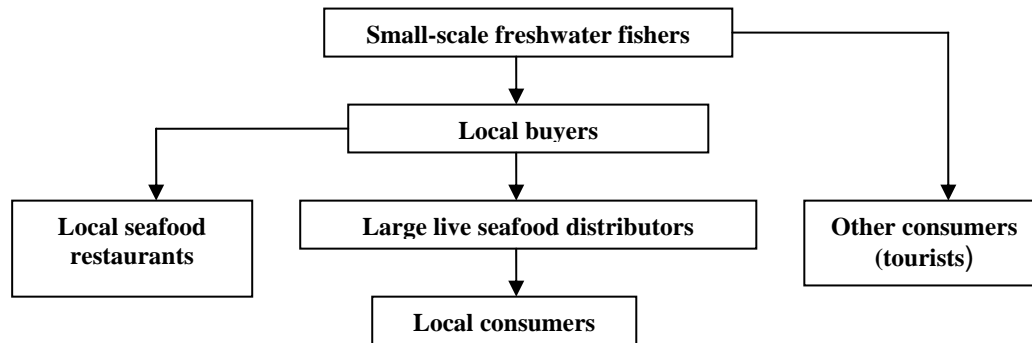 Small-scale freshwater fishers
Local buyers
Local seafood
restaurants
Large live seafood distributors
Other consumers
(tourists)
Local consumers